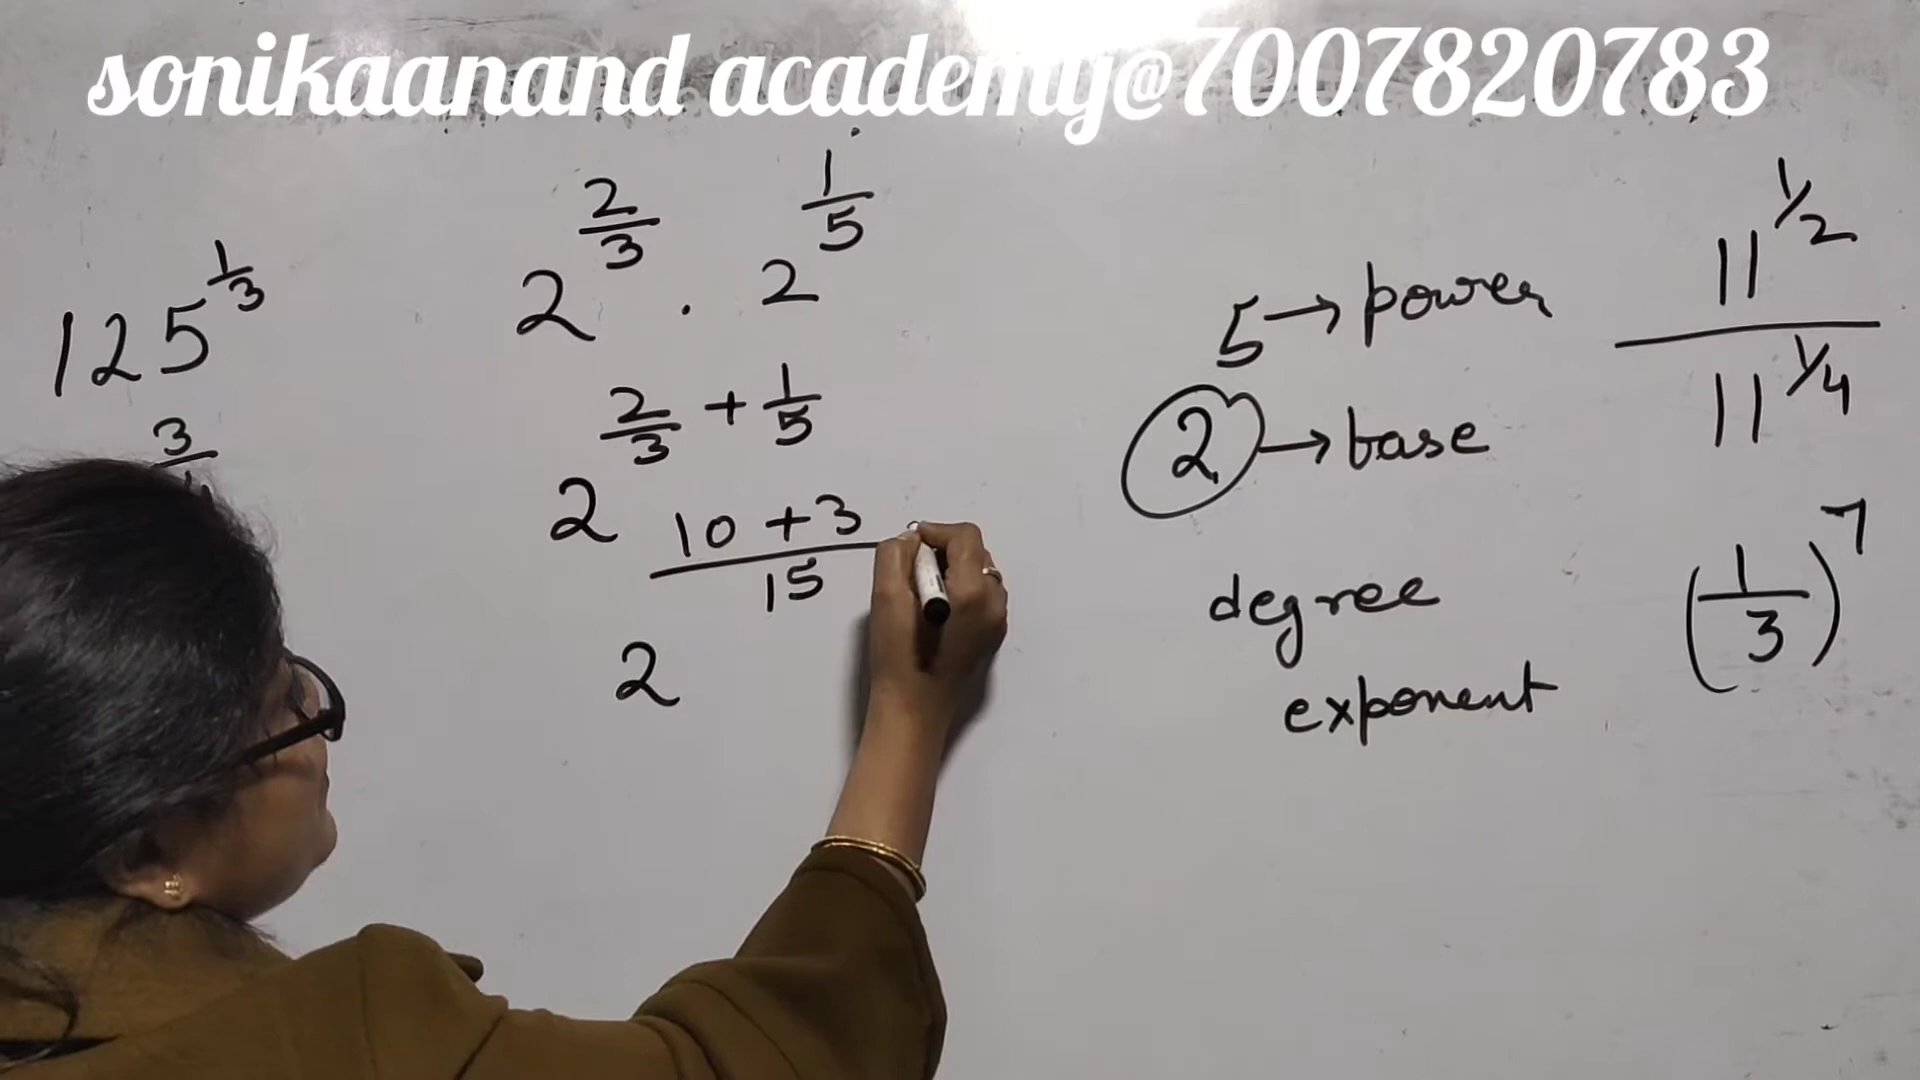 sonikaanand academy@7007820783
125^(1/3)
3
2^(2/3) . 2^(1/5)
2^(2/3 + 1/5)
2^((10 + 3)/15)
2
5 → power
2 → base
degree
exponent
11^(1/2)
11^(1/4)
(1/3)^7